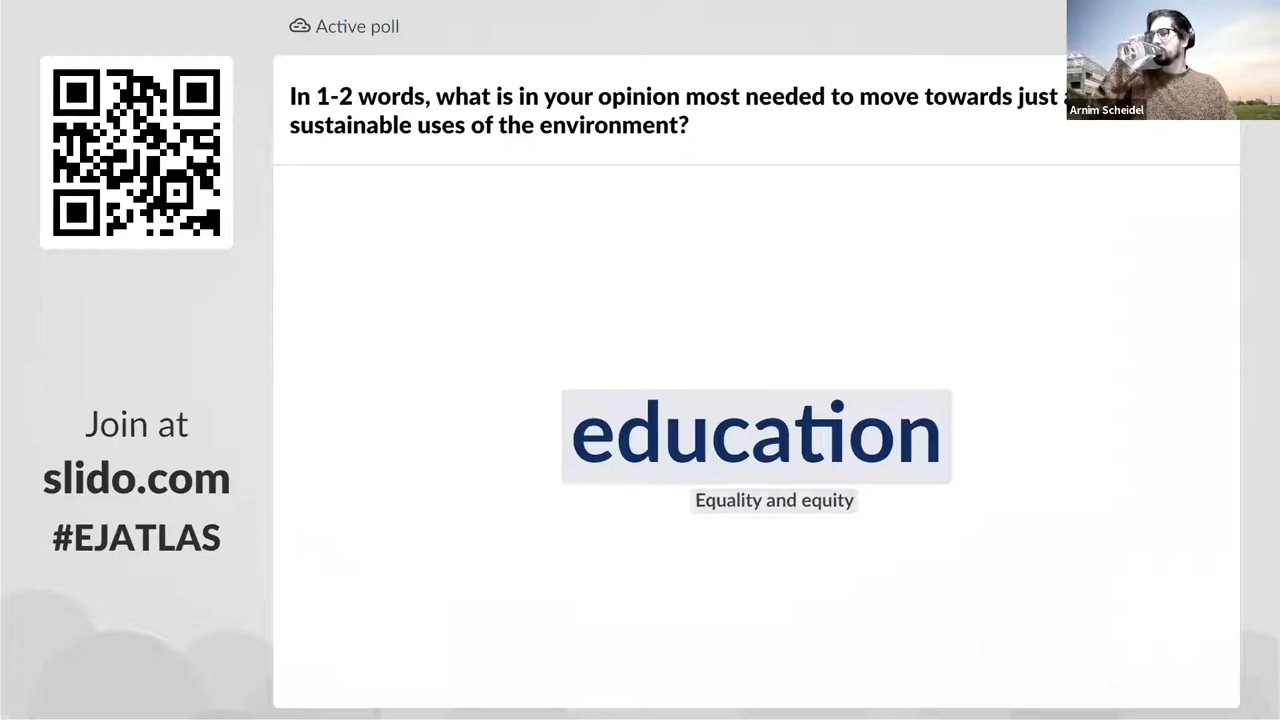 Active poll
In 1-2 words, what is in your opinion most needed to move towards just
sustainable uses of the environment?
Arnim Scheidel
education
Equality and equity
Join at
slido.com
#EJATLAS